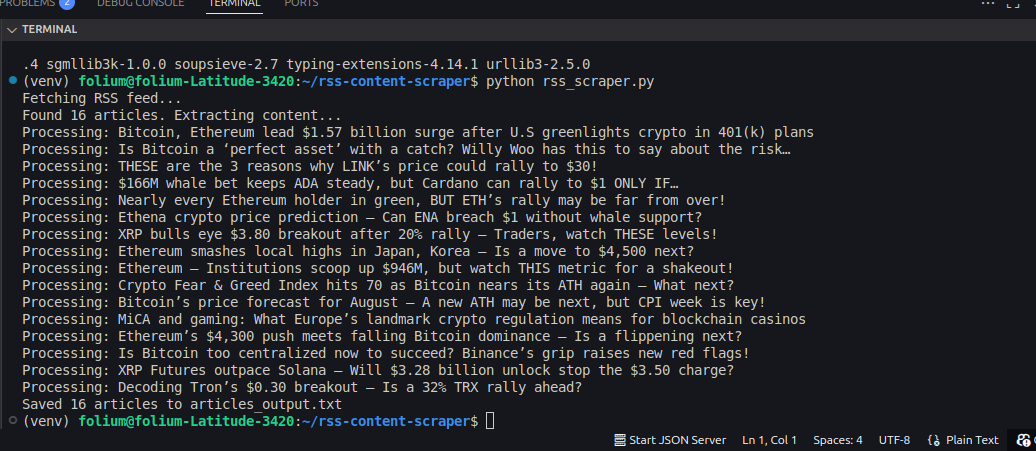 PROBLEMS 2 DEBUG CONSOLE TERMINAL PORTS
TERMINAL
.4 sgmllib3k-1.0.0 soupsieve-2.7 typing-extensions-4.14.1 urllib3-2.5.0
(venv) folium@folium-Latitude-3420:~/rss-content-scraper$ python rss_scraper.py
Fetching RSS feed...
Found 16 articles. Extracting content...
Processing: Bitcoin, Ethereum lead $1.57 billion surge after U.S greenlights crypto in 401(k) plans
Processing: Is Bitcoin a ‘perfect asset’ with a catch? Willy Woo has this to say about the risk…
Processing: THESE are the 3 reasons why LINK’s price could rally to $30!
Processing: $166M whale bet keeps ADA steady, but Cardano can rally to $1 ONLY IF…
Processing: Nearly every Ethereum holder in green, BUT ETH’s rally may be far from over!
Processing: Ethena crypto price prediction – Can ENA breach $1 without whale support?
Processing: XRP bulls eye $3.80 breakout after 20% rally – Traders, watch THESE levels!
Processing: Ethereum smashes local highs in Japan, Korea – Is a move to $4,500 next?
Processing: Ethereum – Institutions scoop up $946M, but watch THIS metric for a shakeout!
Processing: Crypto Fear & Greed Index hits 70 as Bitcoin nears its ATH again – What next?
Processing: Bitcoin’s price forecast for August – A new ATH may be next, but CPI week is key!
Processing: MiCA and gaming: What Europe’s landmark crypto regulation means for blockchain casinos
Processing: Ethereum’s $4,300 push meets falling Bitcoin dominance – Is a flippening next?
Processing: Is Bitcoin too centralized now to succeed? Binance’s grip raises new red flags!
Processing: XRP Futures outpace Solana – Will $3.28 billion unlock stop the $3.50 charge?
Processing: Decoding Tron’s $0.30 breakout – Is a 32% TRX rally ahead?
Saved 16 articles to articles_output.txt
(venv) folium@folium-Latitude-3420:~/rss-content-scraper$
Start JSON Server Ln 1, Col 1 Spaces: 4 UTF-8 Plain Text